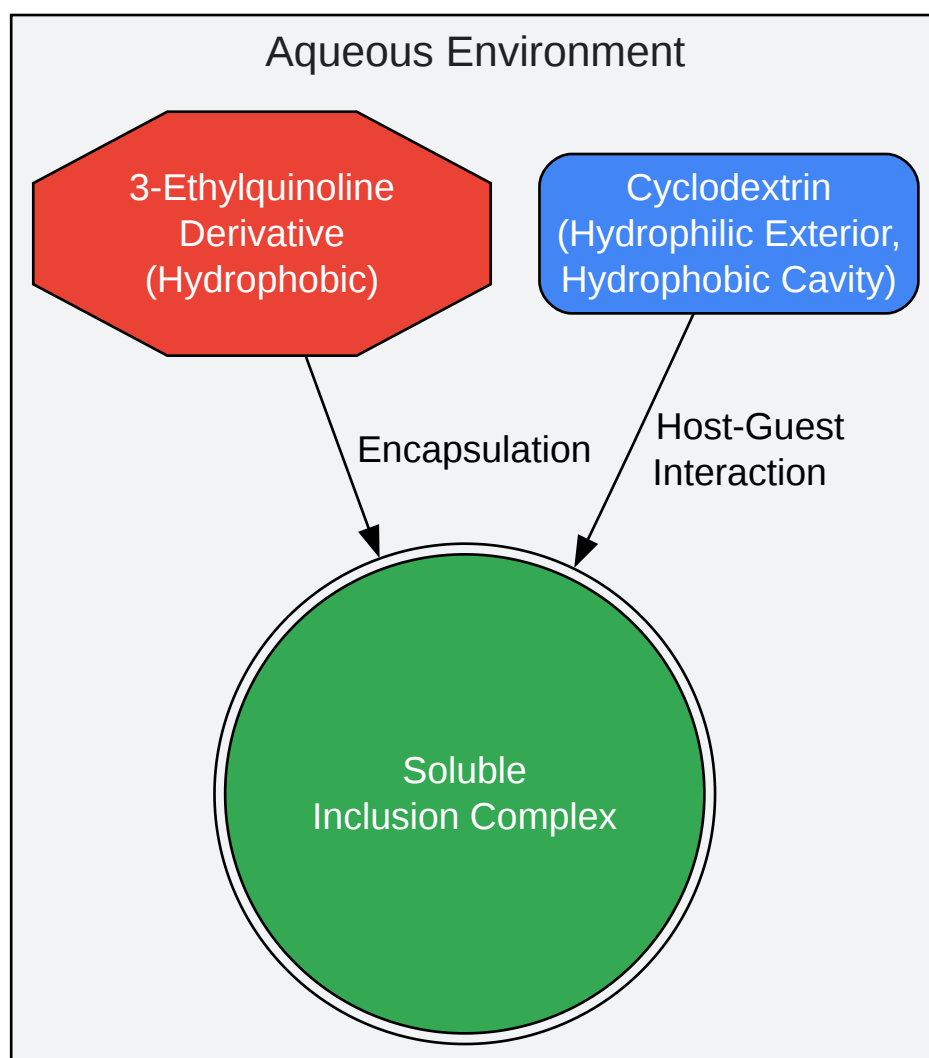 Aqueous Environment
3-Ethylquinoline
Derivative
(Hydrophobic)
Cyclodextrin
(Hydrophilic Exterior,
Hydrophobic Cavity)
Encapsulation
Host-Guest
Interaction
Soluble
Inclusion Complex